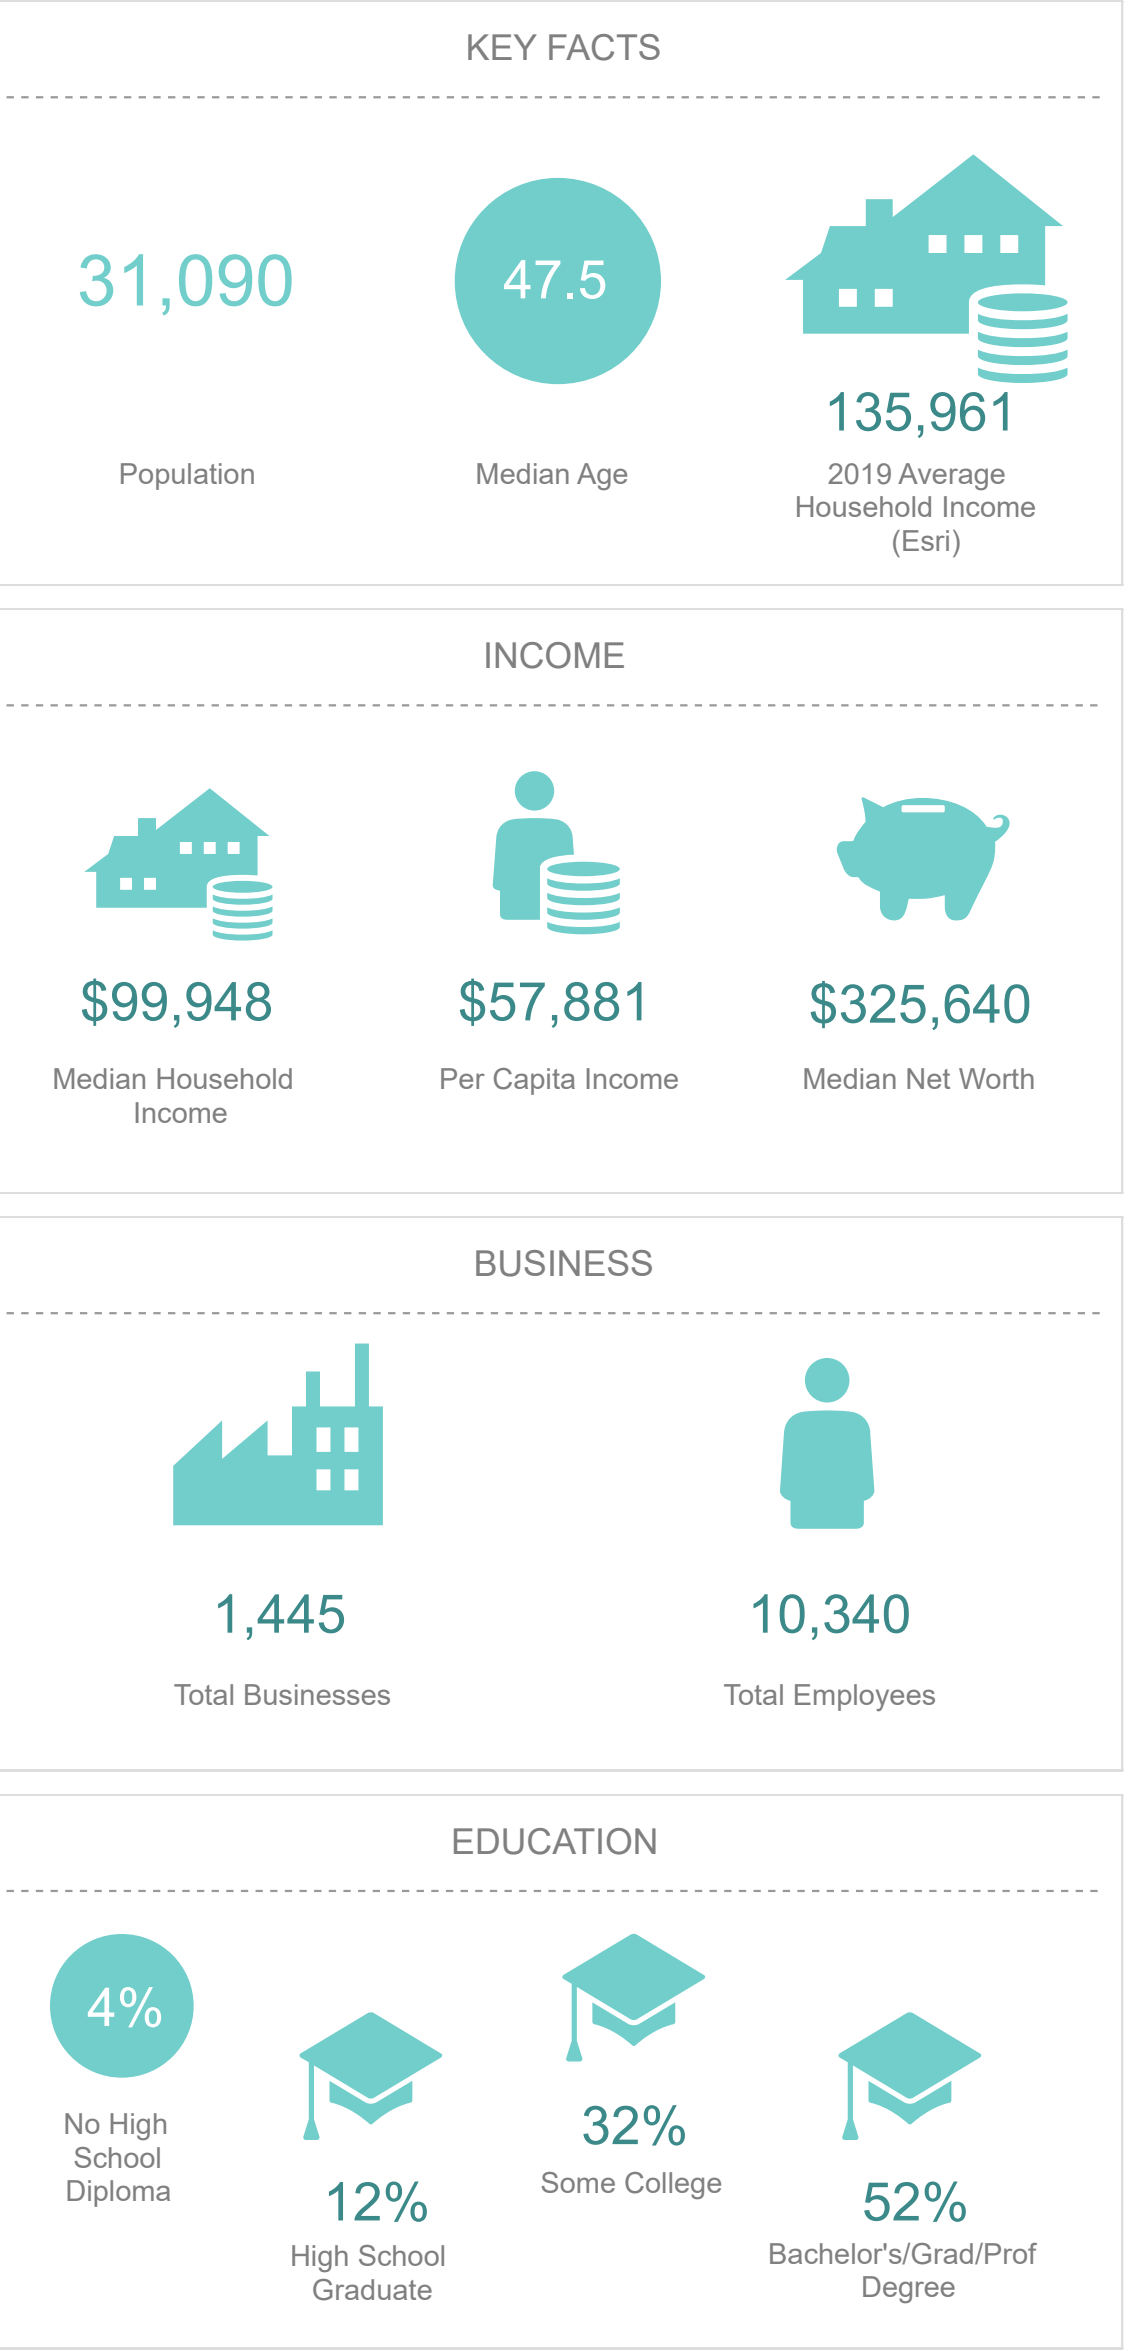 KEY FACTS
31,090
Population
47.5
Median Age
135,961
2019 Average
Household Income
(Esri)
INCOME
$99,948
Median Household
Income
$57,881
Per Capita Income
$325,640
Median Net Worth
BUSINESS
1,445
Total Businesses
10,340
Total Employees
EDUCATION
4%
No High
School
Diploma
12%
High School
Graduate
32%
Some College
52%
Bachelor's/Grad/Prof
Degree